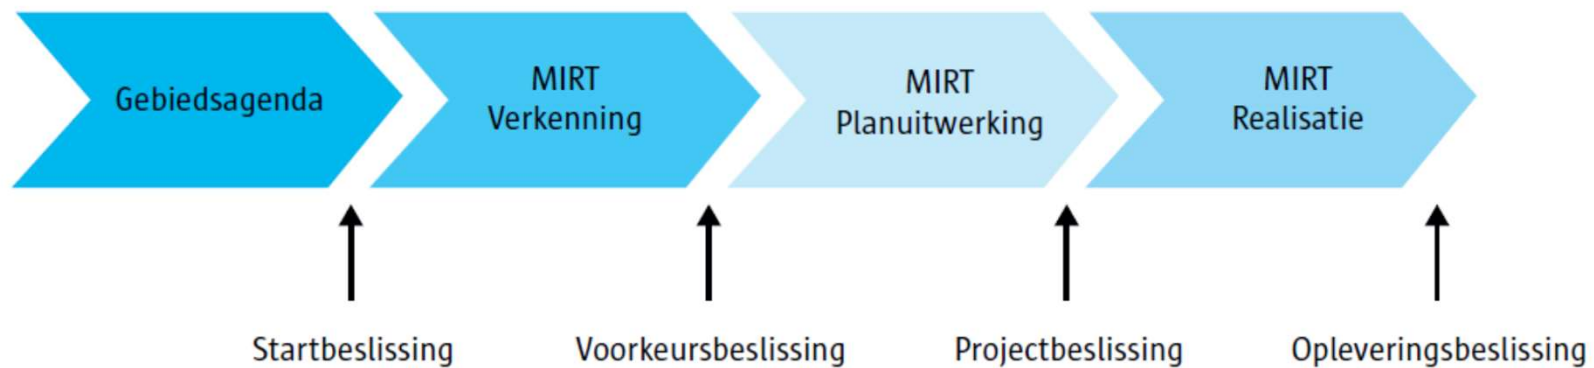 Gebiedsagenda
MIRT
Verkenning
MIRT
Planuitwerking
MIRT
Realisatie
Startbeslissing
Voorkeursbeslissing
Projectbeslissing
Opleveringsbeslissing